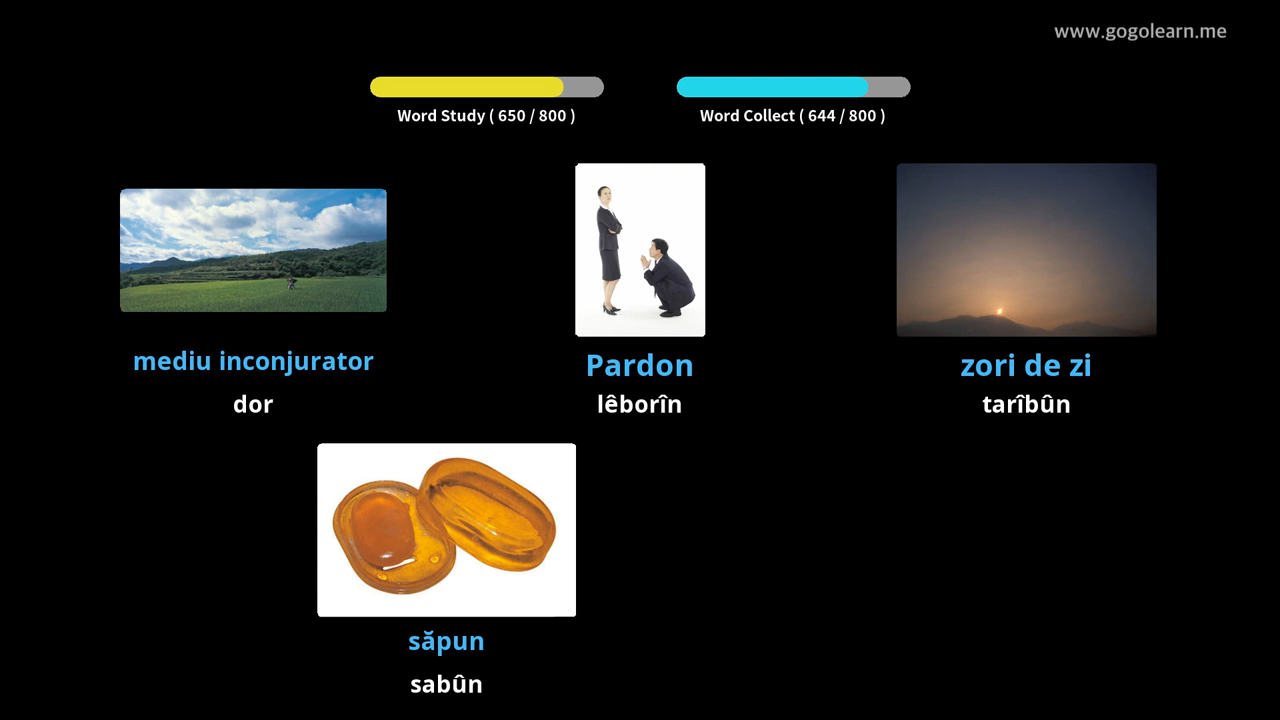 www.gogolearn.me
Word Study ( 650 / 800 )
Word Collect ( 644 / 800 )
mediu inconjurator
dor
Pardon
lêborîn
zori de zi
tarîbûn
săpun
sabûn